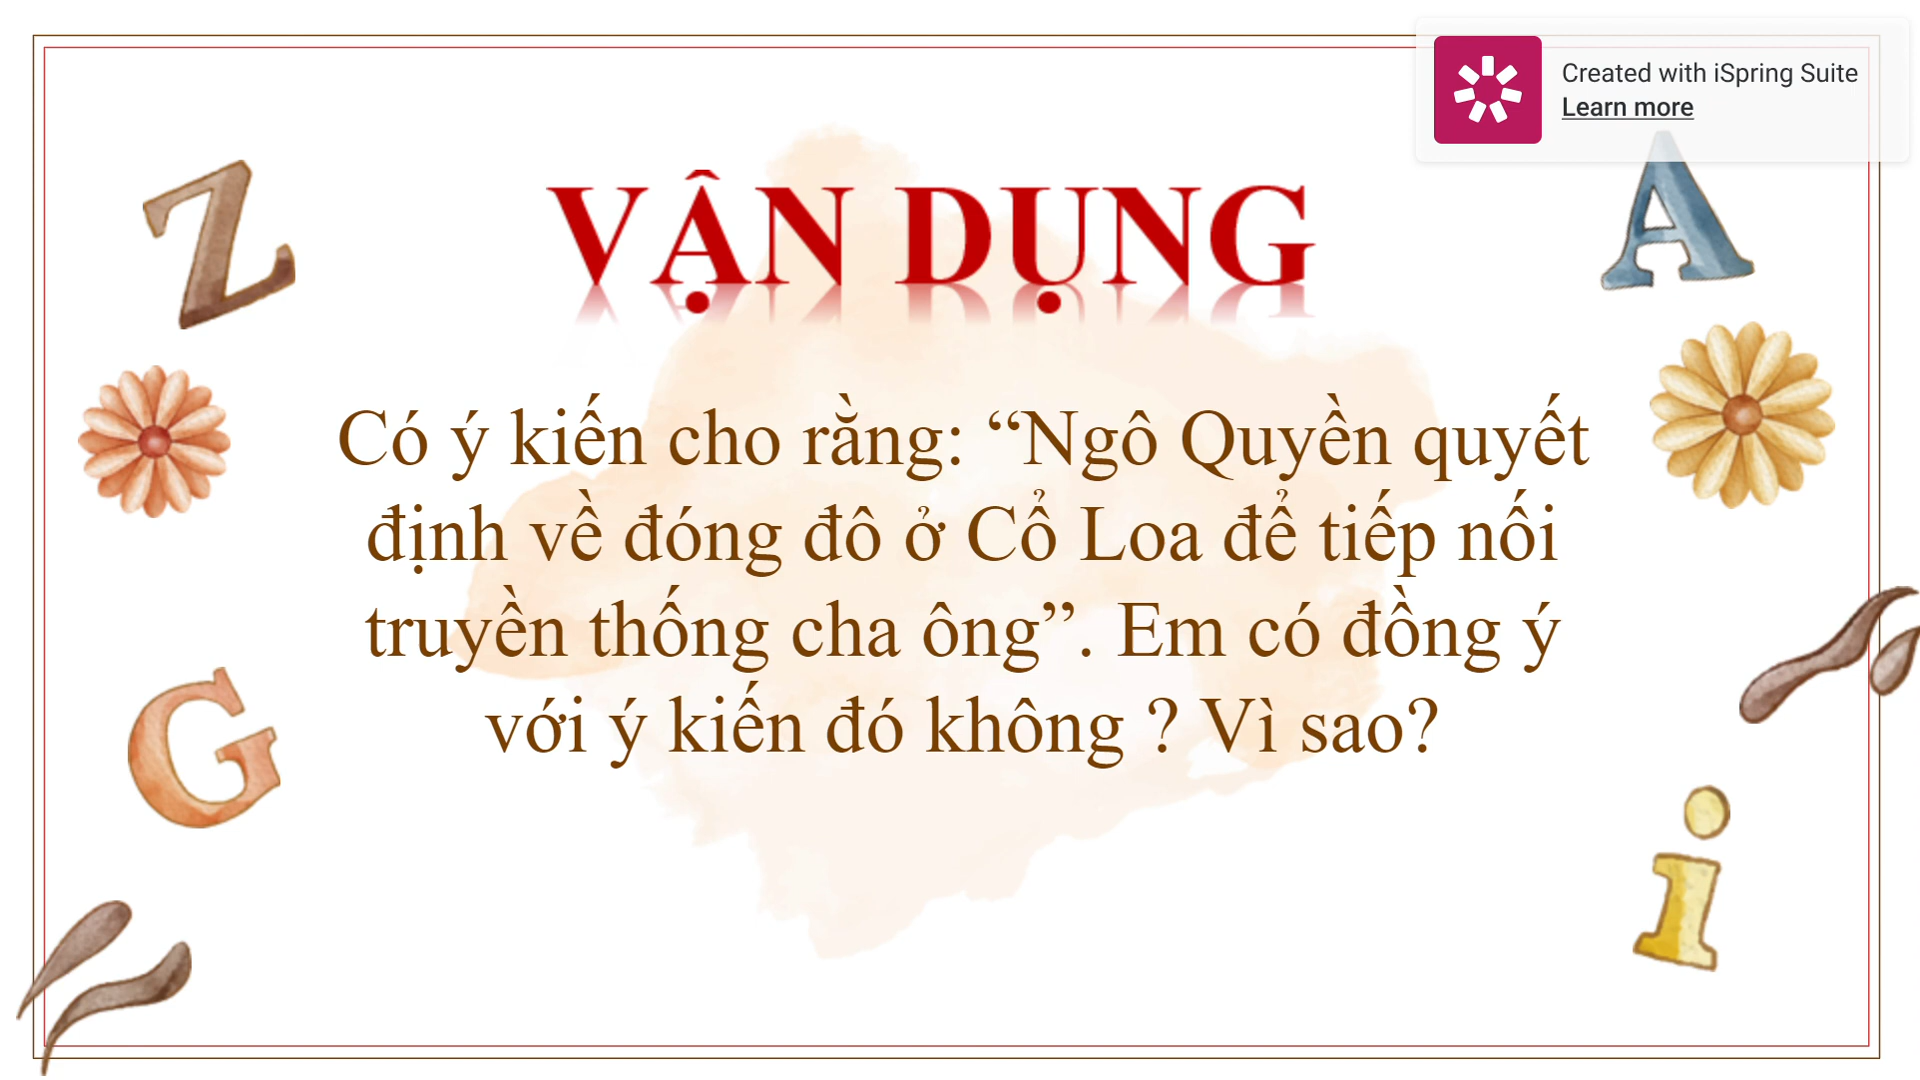 Created with iSpring Suite
Learn more
Z
A
VẬN DỤNG
Có ý kiến cho rằng: “Ngô Quyền quyết
định về đóng đô ở Cổ Loa để tiếp nối
truyền thống cha ông”. Em có đồng ý
với ý kiến đó không ? Vì sao?
G
i